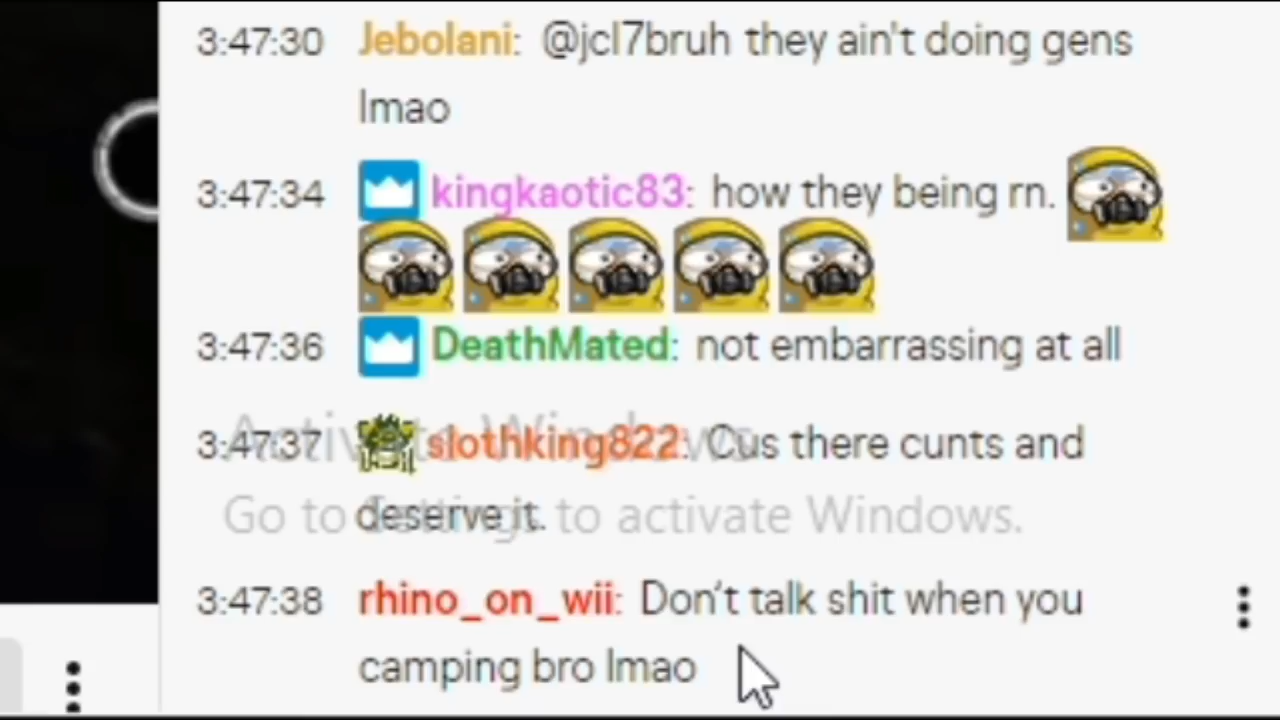 3:47:30 Jebolani: @jcl7bruh they ain't doing gens
lmao
3:47:34 kingkaotic83: how they being rn.
3:47:36 DeathMated: not embarrassing at all
Activate Windows
3:47:37 slothking822: Cus there cunts and
deserve it.
Go to Settings to activate Windows.
3:47:38 rhino_on_wii: Don't talk shit when you
camping bro lmao